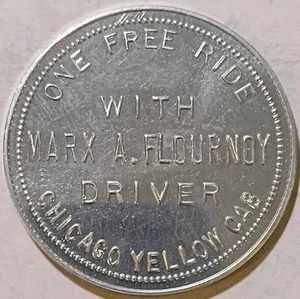 ONE FREE RIDE
WITH
MARX A. FLOURNOY
DRIVER
CHICAGO YELLOW CAB